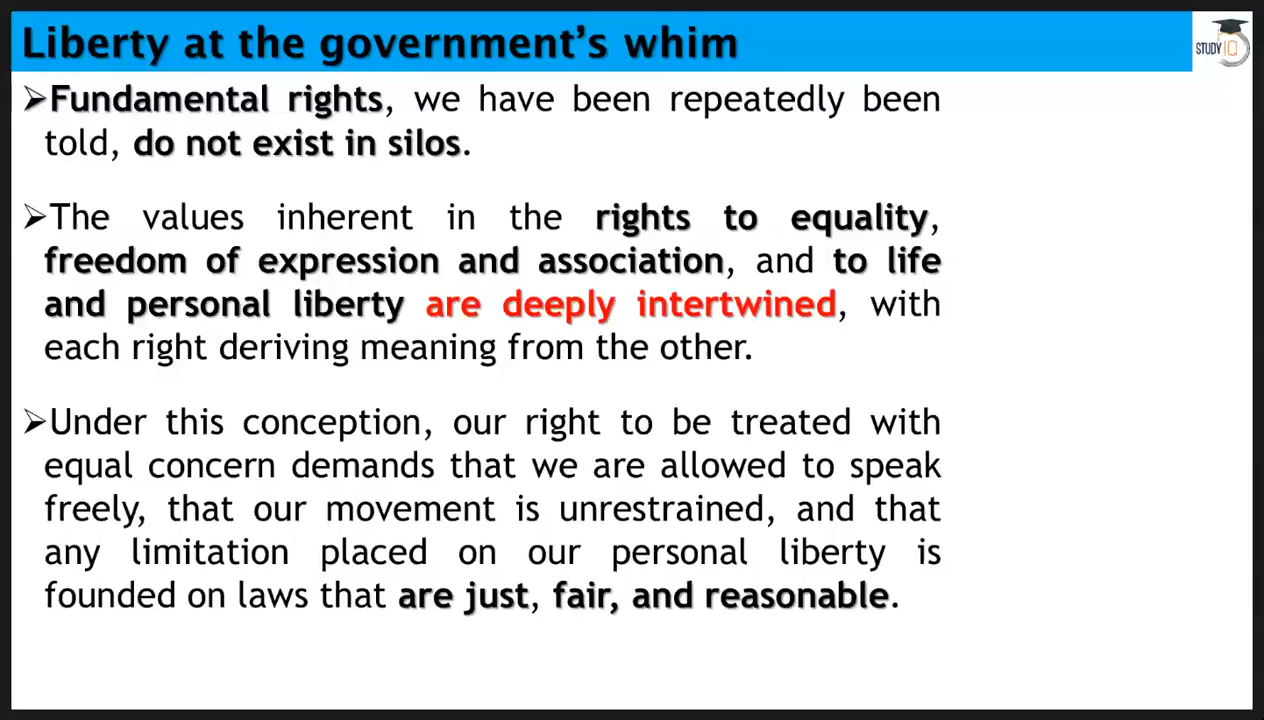 Liberty at the government’s whim
STUDY IQ
➢Fundamental rights, we have been repeatedly been
told, do not exist in silos.
➢The values inherent in the rights to equality,
freedom of expression and association, and to life
and personal liberty are deeply intertwined, with
each right deriving meaning from the other.
➢Under this conception, our right to be treated with
equal concern demands that we are allowed to speak
freely, that our movement is unrestrained, and that
any limitation placed on our personal liberty is
founded on laws that are just, fair, and reasonable.